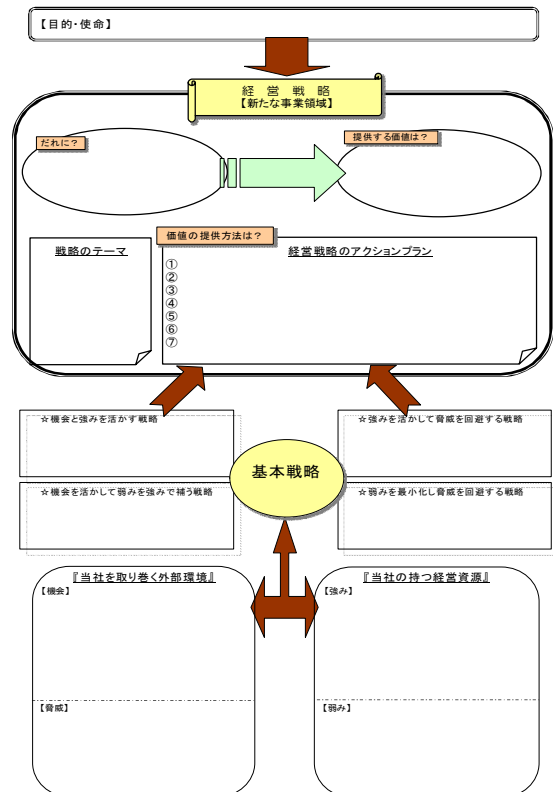 【目的・使命】
経 営 戦 略
【新たな事業領域】
だれに？
提供する価値は？
価値の提供方法は？
戦略のテーマ
経営戦略のアクションプラン
①
②
③
④
⑤
⑥
⑦
☆機会と強みを活かす戦略
☆強みを活かして脅威を回避する戦略
基本戦略
☆機会を活かして弱みを強みで補う戦略
☆弱みを最小化し脅威を回避する戦略
『当社を取り巻く外部環境』
【機会】
【脅威】
『当社の持つ経営資源』
【強み】
【弱み】